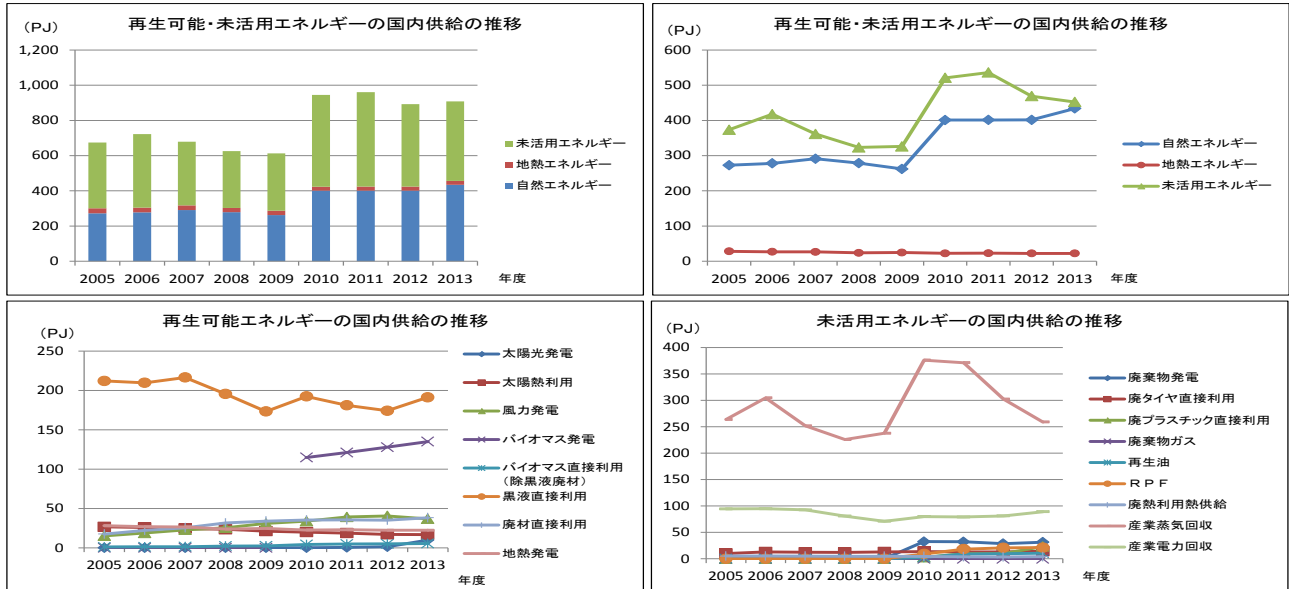 再生可能・未活用エネルギーの国内供給の推移
(PJ)
1,200
1,000
800
600
400
200
0
2005 2006 2007 2008 2009 2010 2011 2012 2013
年度
未活用エネルギー
地熱エネルギー
自然エネルギー
再生可能・未活用エネルギーの国内供給の推移
(PJ)
600
500
400
300
200
100
0
2005 2006 2007 2008 2009 2010 2011 2012 2013
年度
自然エネルギー
地熱エネルギー
未活用エネルギー
再生可能エネルギーの国内供給の推移
(PJ)
250
200
150
100
50
0
2005 2006 2007 2008 2009 2010 2011 2012 2013
年度
太陽光発電
太陽熱利用
風力発電
バイオマス発電
バイオマス直接利用
(除黒液廃材)
黒液直接利用
廃材直接利用
地熱発電
未活用エネルギーの国内供給の推移
(PJ)
400
350
300
250
200
150
100
50
0
2005 2006 2007 2008 2009 2010 2011 2012 2013
年度
廃棄物発電
廃タイヤ直接利用
廃プラスチック直接利用
廃棄物ガス
再生油
RPF
廃熱利用熱供給
産業蒸気回収
産業電力回収